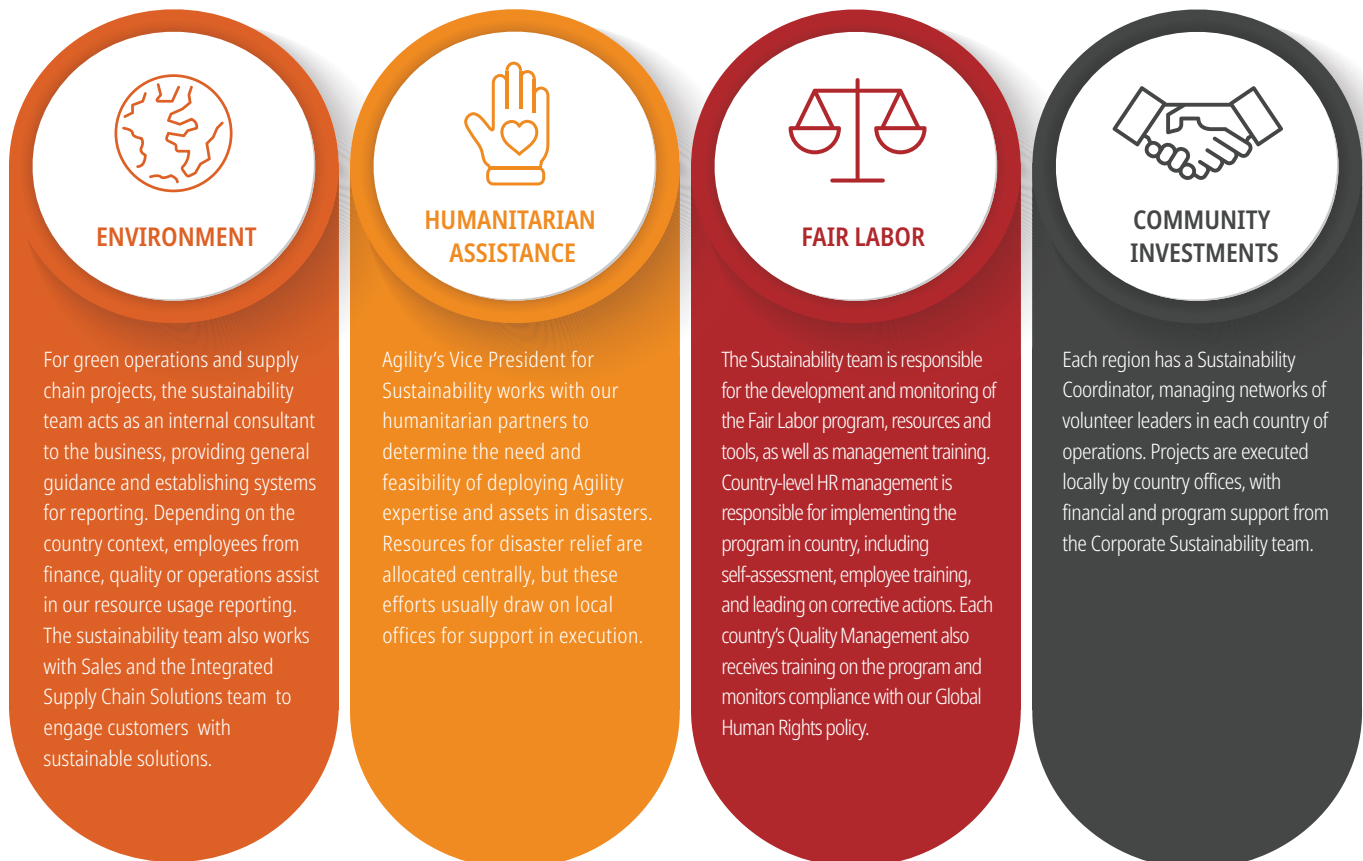 ENVIRONMENT
For green operations and supply
chain projects, the sustainability
team acts as an internal consultant
to the business, providing general
guidance and establishing systems
for reporting. Depending on the
country context, employees from
finance, quality or operations assist
in our resource usage reporting.
The sustainability team also works
with Sales and the Integrated
Supply Chain Solutions team to
engage customers with
sustainable solutions.
HUMANITARIAN
ASSISTANCE
Agility's Vice President for
Sustainability works with our
humanitarian partners to
determine the need and
feasibility of deploying Agility
expertise and assets in disasters.
Resources for disaster relief are
allocated centrally, but these
efforts usually draw on local
offices for support in execution.
FAIR LABOR
The Sustainability team is responsible
for the development and monitoring of
the Fair Labor program, resources and
tools, as well as management training.
Country-level HR management is
responsible for implementing the
program in country, including
self-assessment, employee training,
and leading on corrective actions. Each
country's Quality Management also
receives training on the program and
monitors compliance with our Global
Human Rights policy.
COMMUNITY
INVESTMENTS
Each region has a Sustainability
Coordinator, managing networks of
volunteer leaders in each country of
operations. Projects are executed
locally by country offices, with
financial and program support from
the Corporate Sustainability team.